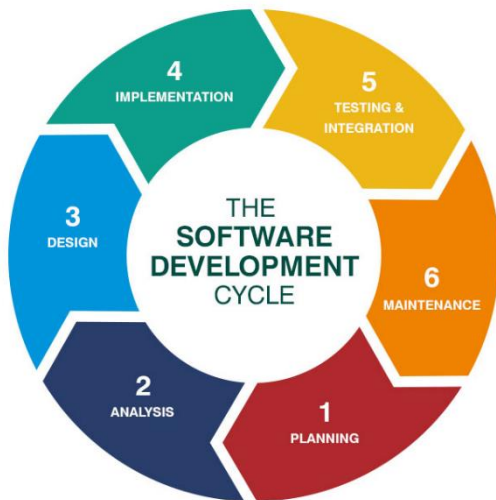 THE
SOFTWARE
DEVELOPMENT
CYCLE
1
PLANNING
2
ANALYSIS
3
DESIGN
4
IMPLEMENTATION
5
TESTING &
INTEGRATION
6
MAINTENANCE